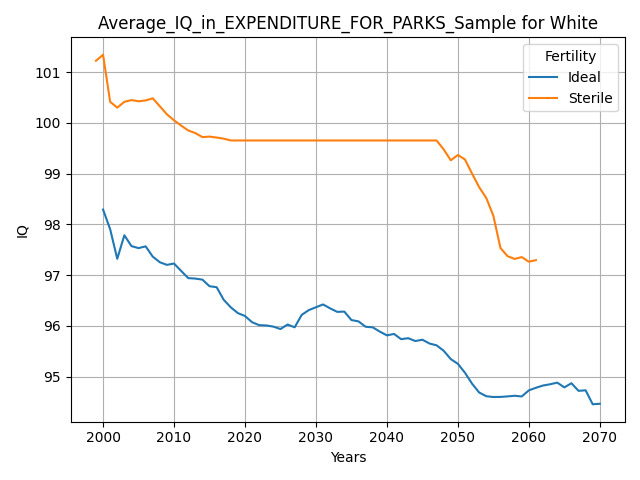 Average_IQ_in_EXPENDITURE_FOR_PARKS_Sample for White
Fertility
Ideal
Sterile
101
100
99
98
97
96
95
IQ
2000 2010 2020 2030 2040 2050 2060 2070
Years